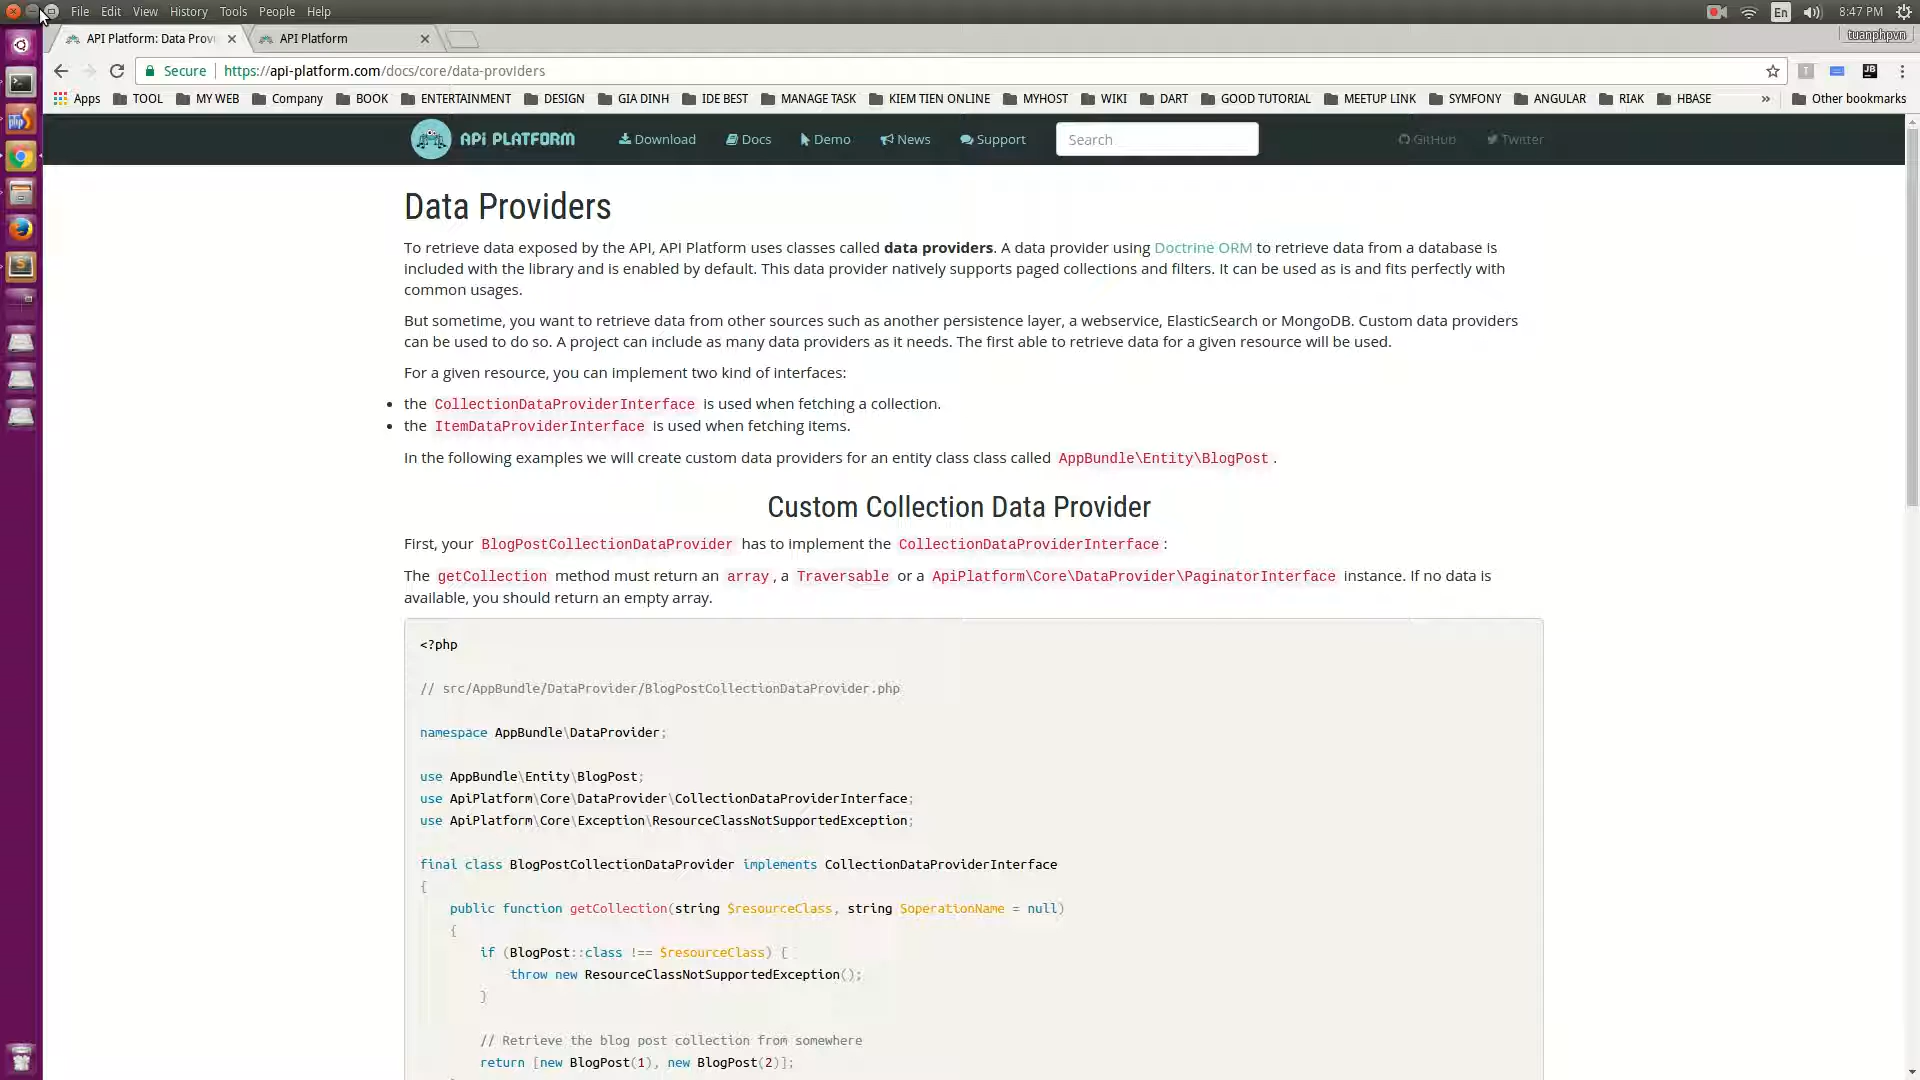 File Edit View History Tools People Help
En 8:47 PM
API Platform: Data Prov
API Platform
tuanphpvn
Secure https://api-platform.com/docs/core/data-providers
Apps TOOL MY WEB Company BOOK ENTERTAINMENT DESIGN GIA DINH IDE BEST MANAGE TASK KIEM TIEN ONLINE MYHOST WIKI DART GOOD TUTORIAL MEETUP LINK SYMFONY ANGULAR RIAK HBASE » Other bookmarks
API PLATFORM Download Docs Demo News Support Search GitHub Twitter
Data Providers
To retrieve data exposed by the API, API Platform uses classes called data providers. A data provider using Doctrine ORM to retrieve data from a database is
included with the library and is enabled by default. This data provider natively supports paged collections and filters. It can be used as is and fits perfectly with
common usages.
But sometime, you want to retrieve data from other sources such as another persistence layer, a webservice, ElasticSearch or MongoDB. Custom data providers
can be used to do so. A project can include as many data providers as it needs. The first able to retrieve data for a given resource will be used.
For a given resource, you can implement two kind of interfaces:
• the CollectionDataProviderInterface is used when fetching a collection.
• the ItemDataProviderInterface is used when fetching items.
In the following examples we will create custom data providers for an entity class class called AppBundle\Entity\BlogPost.
Custom Collection Data Provider
First, your BlogPostCollectionDataProvider has to implement the CollectionDataProviderInterface:
The getCollection method must return an array, a Traversable or a ApiPlatform\Core\DataProvider\PaginatorInterface instance. If no data is
available, you should return an empty array.
<?php
// src/AppBundle/DataProvider/BlogPostCollectionDataProvider.php
namespace AppBundle\DataProvider;
use AppBundle\Entity\BlogPost;
use ApiPlatform\Core\DataProvider\CollectionDataProviderInterface;
use ApiPlatform\Core\Exception\ResourceClassNotSupportedException;
final class BlogPostCollectionDataProvider implements CollectionDataProviderInterface
{
public function getCollection(string $resourceClass, string $operationName = null)
{
if (BlogPost::class !== $resourceClass) {
throw new ResourceClassNotSupportedException();
}
// Retrieve the blog post collection from somewhere
return [new BlogPost(1), new BlogPost(2)];